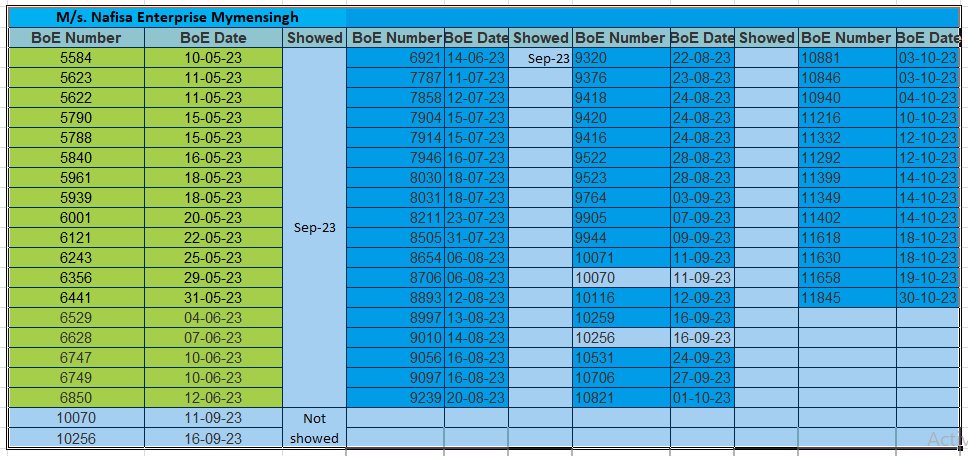 M/s. Nafisa Enterprise Mymensingh
BoE Number BoE Date Showed BoE Number BoE Date Showed BoE Number BoE Date Showed BoE Number BoE Date
5584 10-05-23 6921 14-06-23 Sep-23 9320 22-08-23 10881 03-10-23
5623 11-05-23 7787 11-07-23 9376 23-08-23 10846 03-10-23
5622 11-05-23 7858 12-07-23 9418 24-08-23 10940 04-10-23
5790 15-05-23 7904 15-07-23 9420 24-08-23 11216 10-10-23
5788 15-05-23 7914 15-07-23 9416 24-08-23 11332 12-10-23
5840 16-05-23 7946 16-07-23 9522 28-08-23 11292 12-10-23
5961 18-05-23 8030 18-07-23 9523 28-08-23 11399 14-10-23
5939 18-05-23 8031 18-07-23 9764 03-09-23 11349 14-10-23
6001 20-05-23 8211 23-07-23 9905 07-09-23 11402 14-10-23
6121 22-05-23 Sep-23 8505 31-07-23 9944 09-09-23 11618 18-10-23
6243 25-05-23 8654 06-08-23 10071 11-09-23 11630 18-10-23
6356 29-05-23 8706 06-08-23 10070 11-09-23 11658 19-10-23
6441 31-05-23 8893 12-08-23 10116 12-09-23 11845 30-10-23
6529 04-06-23 8997 13-08-23 10259 16-09-23
6628 07-06-23 9010 14-08-23 10256 16-09-23
6747 10-06-23 9056 16-08-23 10531 24-09-23
6749 10-06-23 9097 16-08-23 10706 27-09-23
6850 12-06-23 9239 20-08-23 10821 01-10-23
10070 11-09-23 Not
10256 16-09-23 showed